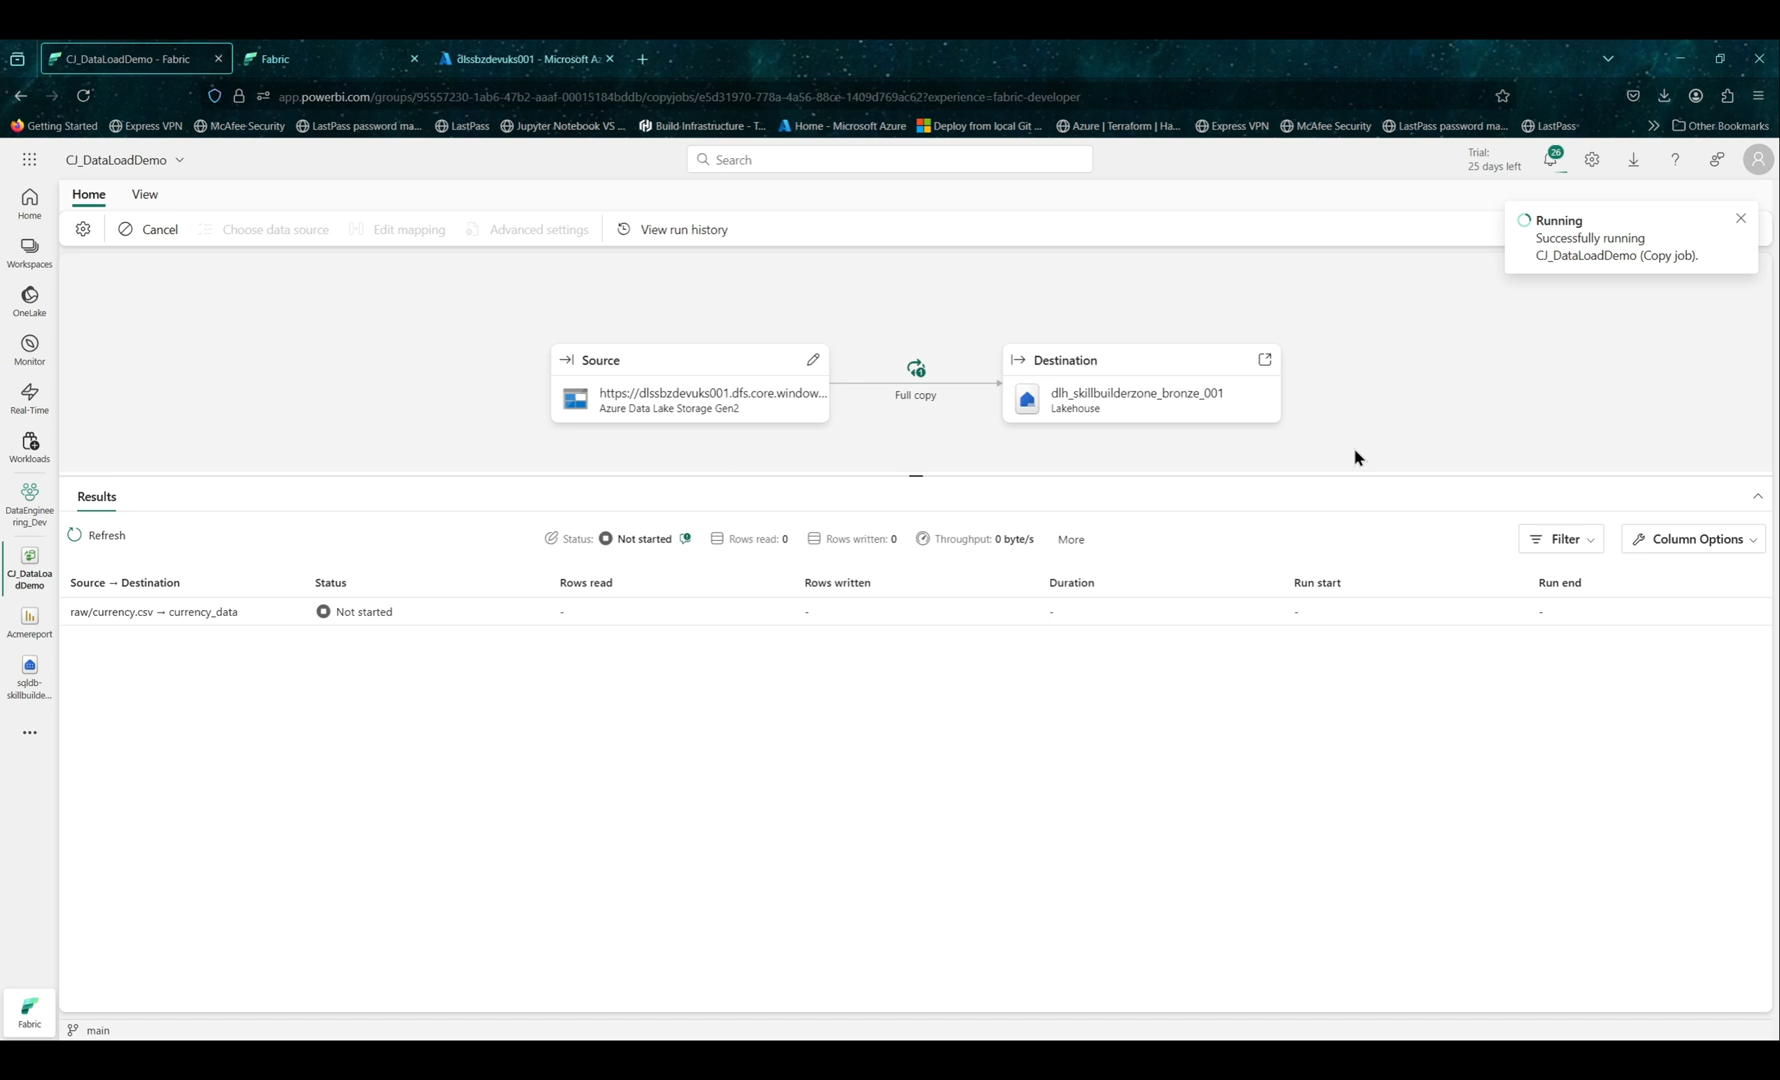 CJ_DataLoadDemo - Fabric
Fabric
dlssbzdevuks001 - Microsoft Az
app.powerbi.com/groups/95557230-1ab6-47b2-aaaf-00015184bddb/copyjobs/e5d31970-778a-4a56-88ce-1409d769ac62?experience=fabric-developer
Getting Started
Express VPN
McAfee Security
LastPass password ma...
LastPass
Jupyter Notebook VS ...
Build Infrastructure - T...
Home - Microsoft Azure
Deploy from local Git ...
Azure | Terraform | Ha...
Express VPN
McAfee Security
LastPass password ma...
LastPass
Other Bookmarks
CJ_DataLoadDemo
Search
Trial:
25 days left
26
Home
View
Cancel
Choose data source
Edit mapping
Advanced settings
View run history
Running
Successfully running
CJ_DataLoadDemo (Copy job).
Home
Workspaces
OneLake
Monitor
Real-Time
Workloads
DataEnginee
ring_Dev
CJ_DataLoa
dDemo
Acmereport
sqldb-
skillbuilde...
Fabric
Source
https://dlssbzdevuks001.dfs.core.window...
Azure Data Lake Storage Gen2
1
Full copy
Destination
dlh_skillbuilderzone_bronze_001
Lakehouse
Results
Refresh
Status: Not started
Rows read: 0
Rows written: 0
Throughput: 0 byte/s
More
Filter
Column Options
Source → Destination
Status
Rows read
Rows written
Duration
Run start
Run end
raw/currency.csv → currency_data
Not started
-
-
-
-
-
main